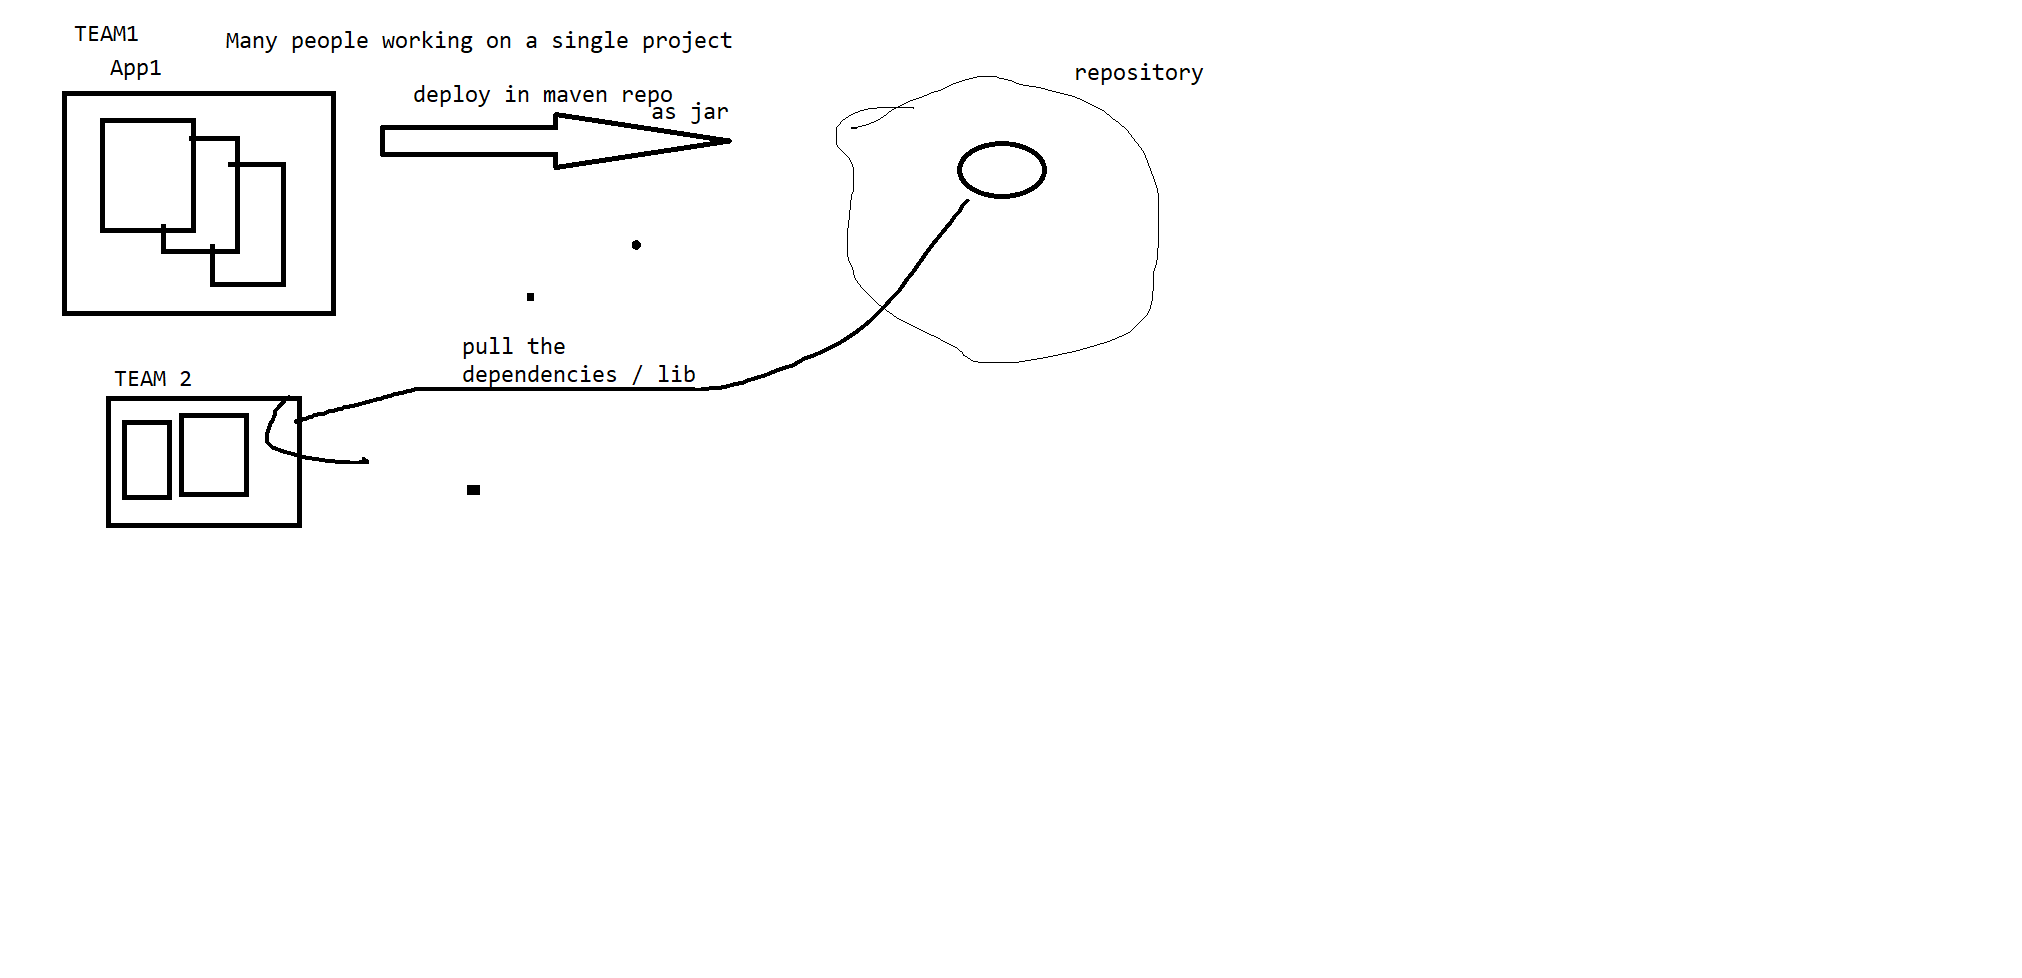 TEAM1
Many people working on a single project
App1
repository
deploy in maven repo
as jar
pull the
dependencies / lib
TEAM 2